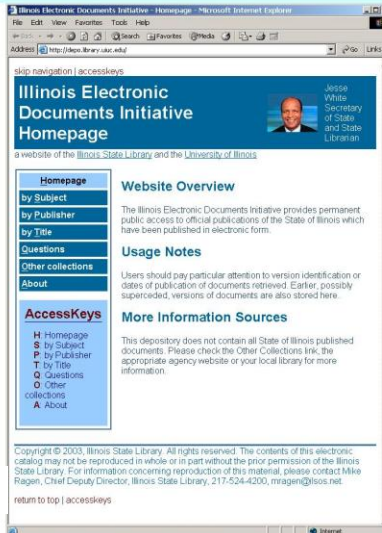 Illinois Electronic Documents Initiative - Homepage - Microsoft Internet Explorer
File Edit View Favorites Tools Help
Back Search Favorites Media
Address http://depo.library.uiuc.edu/ Go Links
skip navigation | accesskeys
Illinois Electronic
Documents Initiative
Homepage
Jesse
White
Secretary
of State
and State
Librarian
a website of the Illinois State Library and the University of Illinois
Homepage
by Subject
by Publisher
by Title
Questions
Other collections
About
AccessKeys
H: Homepage
S: by Subject
P: by Publisher
T: by Title
Q: Questions
O: Other
collections
A: About
Website Overview
The Illinois Electronic Documents Initiative provides permanent
public access to official publications of the State of Illinois which
have been published in electronic form.
Usage Notes
Users should pay particular attention to version identification or
dates of publication of documents retrieved. Earlier, possibly
superceded, versions of documents are also stored here.
More Information Sources
This depository does not contain all State of Illinois published
documents. Please check the Other Collections link, the
appropriate agency website or your local library for more
information.
Copyright © 2003, Illinois State Library. All rights reserved. The contents of this electronic
catalog may not be reproduced in whole or in part without the prior permission of the Illinois
State Library. For information concerning reproduction of this material, please contact Mike
Ragen, Chief Deputy Director, Illinois State Library, 217-524-4200, mragen@ilsos.net
return to top | accesskeys
Internet